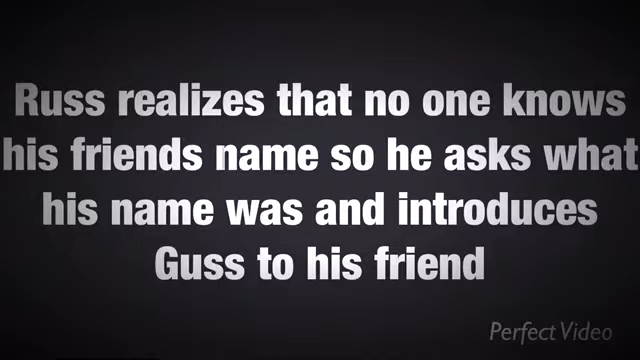 Russ realizes that no one knows
his friends name so he asks what
his name was and introduces
Guss to his friend
Perfect Video